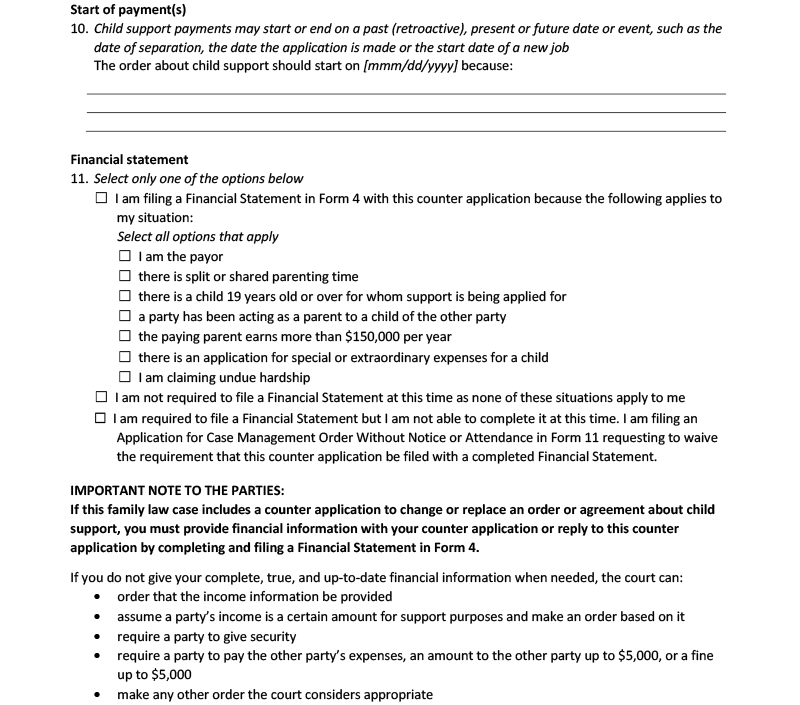 Start of payment(s)
10. Child support payments may start or end on a past (retroactive), present or future date or event, such as the
date of separation, the date the application is made or the start date of a new job
The order about child support should start on [mmm/dd/yyyy] because:
Financial statement
11. Select only one of the options below
☐ I am filing a Financial Statement in Form 4 with this counter application because the following applies to
my situation:
Select all options that apply
☐ I am the payor
☐ there is split or shared parenting time
☐ there is a child 19 years old or over for whom support is being applied for
☐ a party has been acting as a parent to a child of the other party
☐ the paying parent earns more than $150,000 per year
☐ there is an application for special or extraordinary expenses for a child
☐ I am claiming undue hardship
☐ I am not required to file a Financial Statement at this time as none of these situations apply to me
☐ I am required to file a Financial Statement but I am not able to complete it at this time. I am filing an
Application for Case Management Order Without Notice or Attendance in Form 11 requesting to waive
the requirement that this counter application be filed with a completed Financial Statement.
IMPORTANT NOTE TO THE PARTIES:
If this family law case includes a counter application to change or replace an order or agreement about child
support, you must provide financial information with your counter application or reply to this counter
application by completing and filing a Financial Statement in Form 4.
If you do not give your complete, true, and up-to-date financial information when needed, the court can:
• order that the income information be provided
• assume a party's income is a certain amount for support purposes and make an order based on it
• require a party to give security
• require a party to pay the other party's expenses, an amount to the other party up to $5,000, or a fine
up to $5,000
• make any other order the court considers appropriate